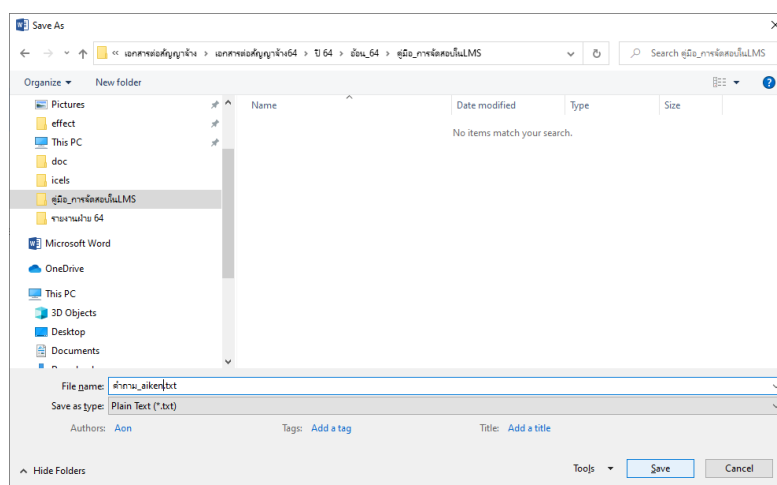 Save As
« เอกสารต่อสัญญาจ้าง › เอกสารต่อสัญญาจ้าง64 › ปี 64 › อ้อน_64 › คู่มือ_การจัดสอบในLMS
Search คู่มือ_การจัดสอบในLMS
Organize New folder
Name Date modified Type Size
No items match your search.
Pictures
effect
This PC
doc
icels
คู่มือ_การจัดสอบในLMS
รายงานฝ่าย 64
Microsoft Word
OneDrive
This PC
3D Objects
Desktop
Documents
File name: คำถาม_aiken.txt
Save as type: Plain Text (*.txt)
Authors: Aon Tags: Add a tag Title: Add a title
Hide Folders Tools Save Cancel